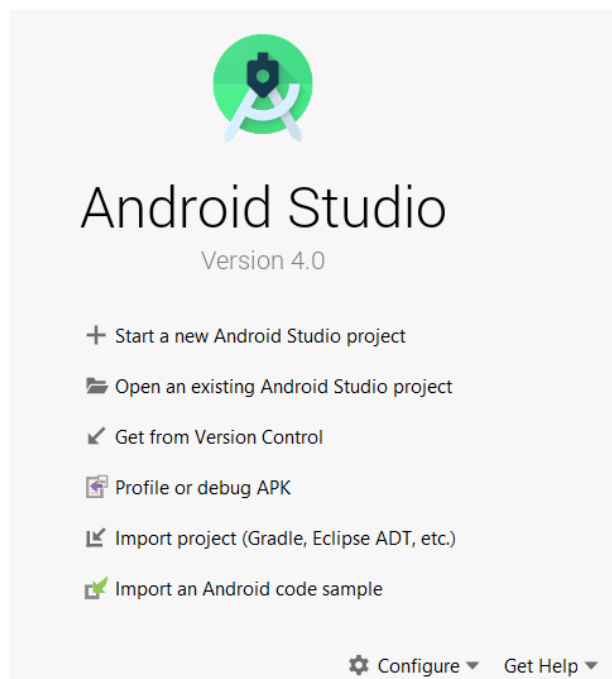 Android Studio
Version 4.0
Start a new Android Studio project
Open an existing Android Studio project
Get from Version Control
Profile or debug APK
Import project (Gradle, Eclipse ADT, etc.)
Import an Android code sample
Configure Get Help